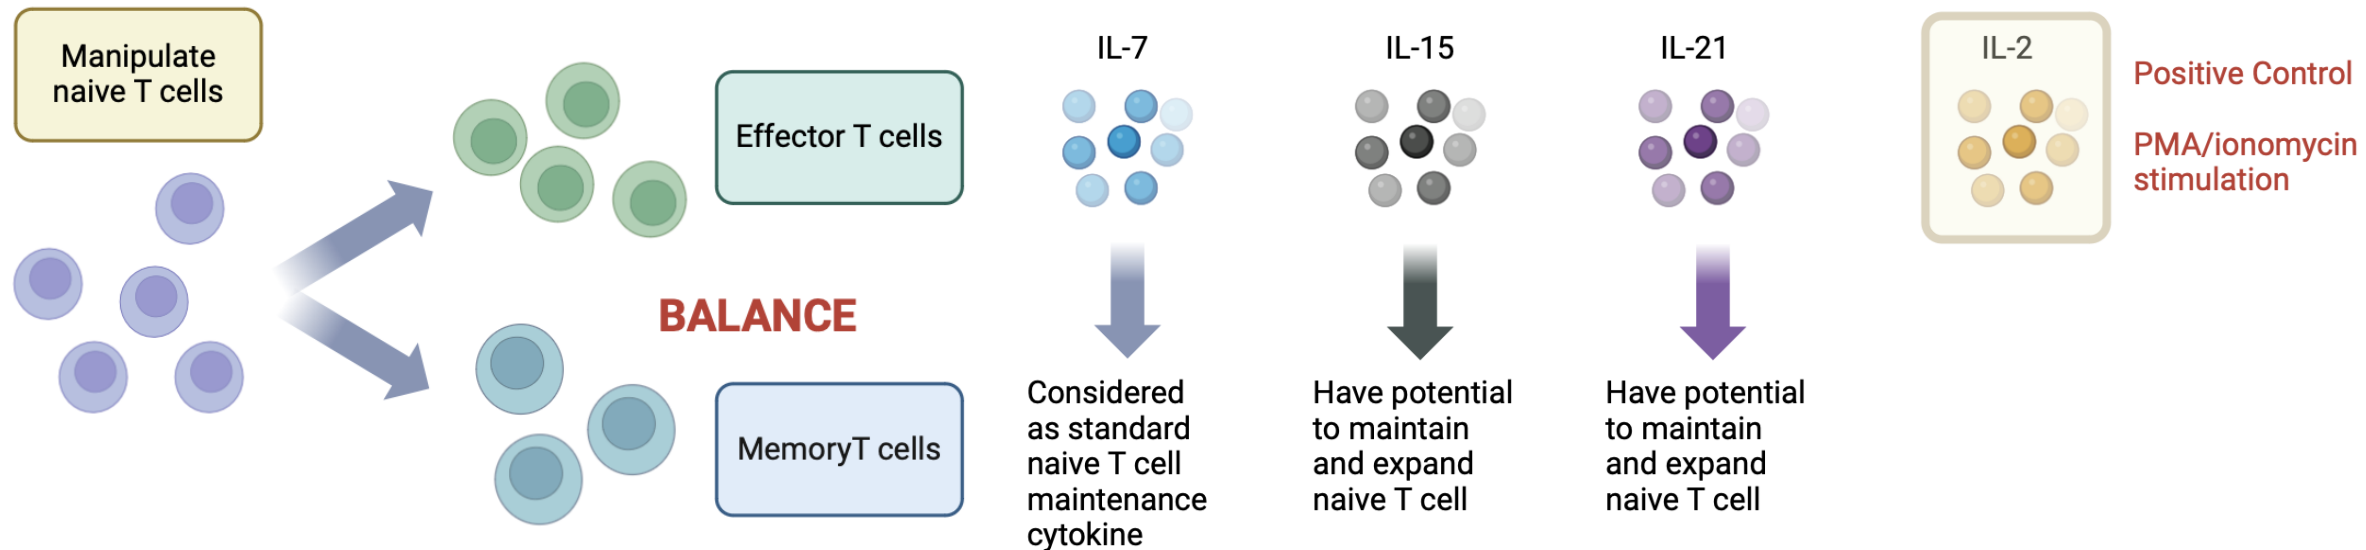 Manipulate
naive T cells
Effector T cells
BALANCE
MemoryT cells
IL-7
Considered
as standard
naive T cell
maintenance
cytokine
IL-15
Have potential
to maintain
and expand
naive T cell
IL-21
Have potential
to maintain
and expand
naive T cell
IL-2
Positive Control
PMA/ionomycin
stimulation